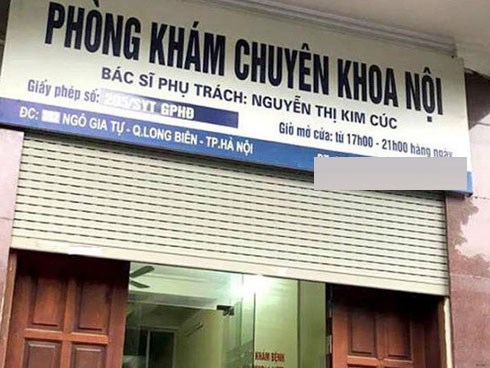 PHÒNG KHÁM CHUYÊN KHOA NỘI
BÁC SĨ PHỤ TRÁCH: NGUYỄN THỊ KIM CÚC
Giấy phép số: 205/SYT GPHĐ
Giờ mở cửa: từ 17h00 - 21h00 hàng ngày
ĐC: NGÔ GIA TỰ - Q.LONG BIÊN - TP.HÀ NỘI
KHÁM BỆNH